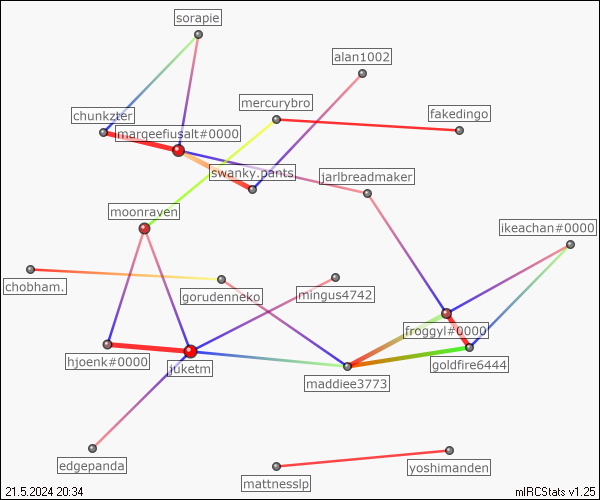 sorapie
alan1002
mercurybro
chunkzter
fakedingo
marqeefiusalt#0000
swanky.pants
jarlbreadmaker
moonraven
ikeachan#0000
chobham.
gorudenneko
mingus4742
froggyl#0000
hjoenk#0000
juketm
goldfire6444
maddiee3773
edgepanda
yoshimanden
mattnesslp
21.5.2024 20:34
mIRCStats v1.25